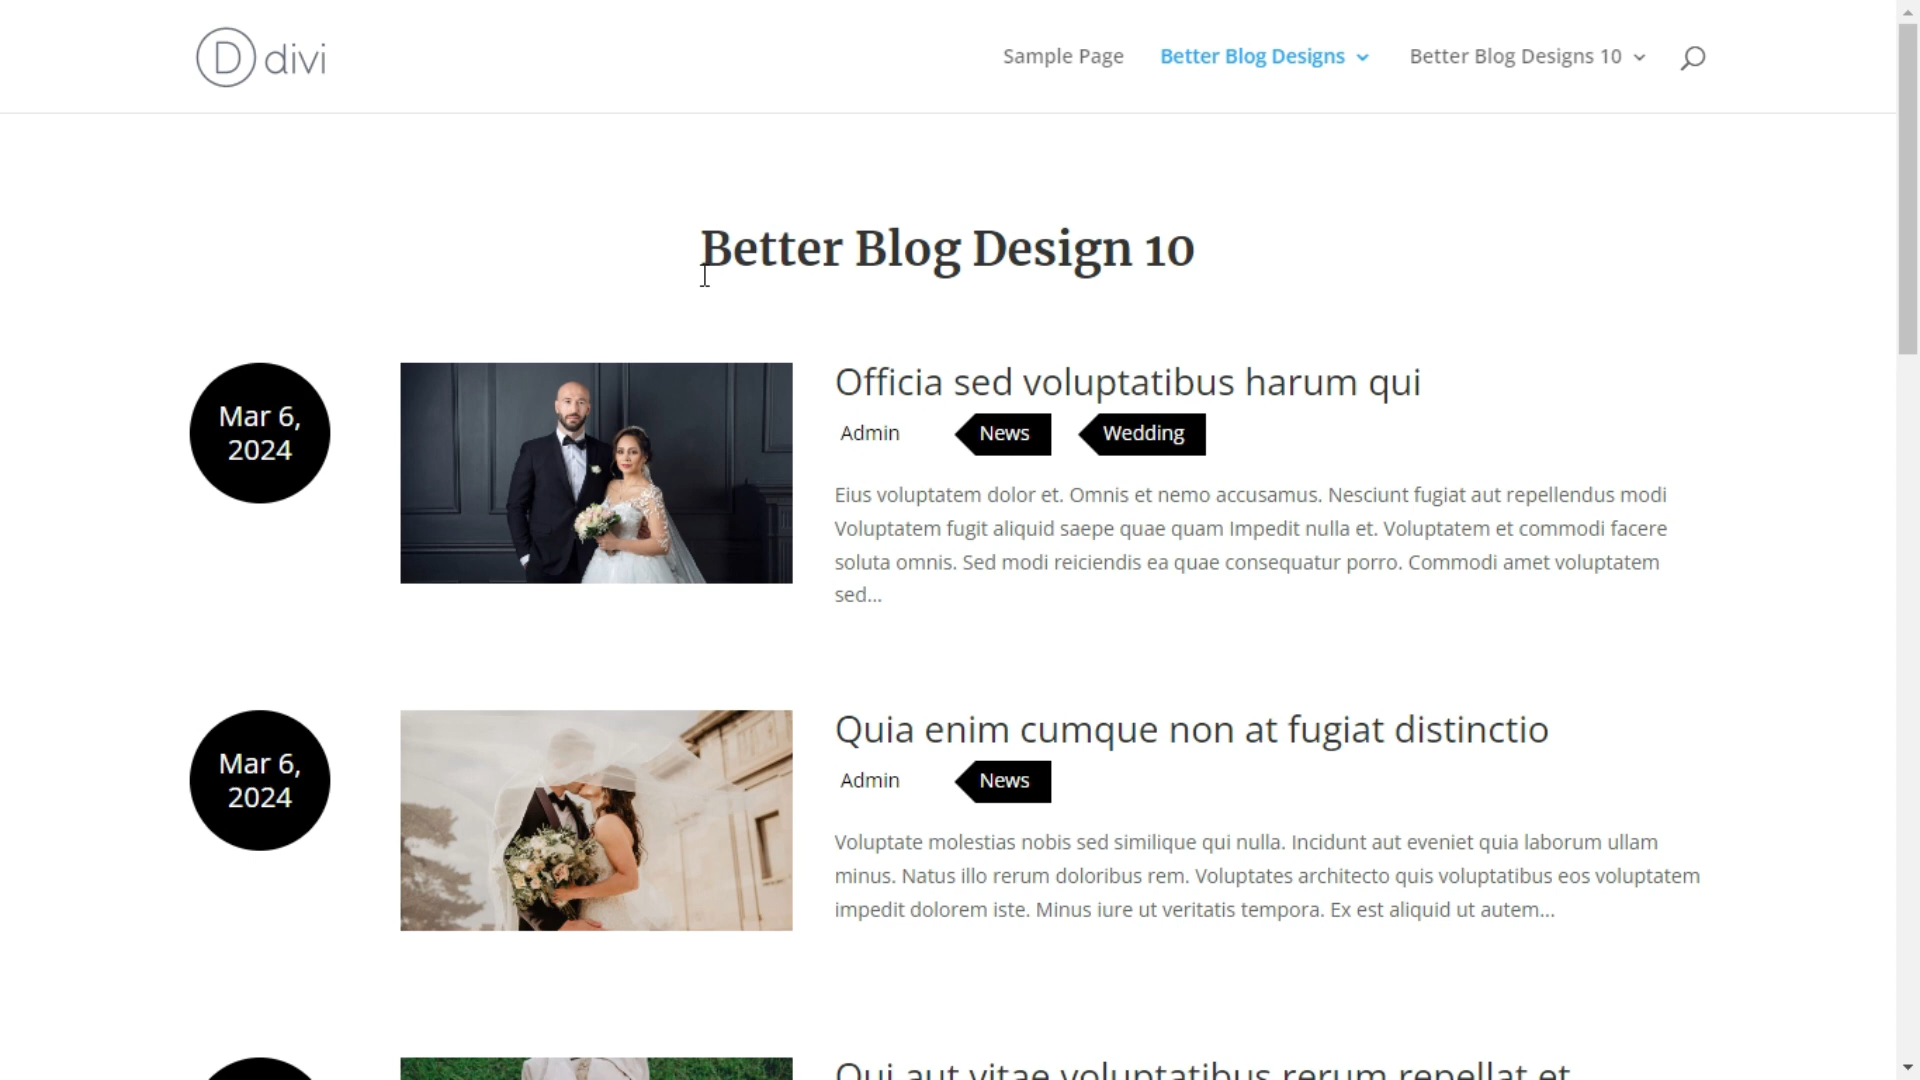 D divi
Sample Page
Better Blog Designs
Better Blog Designs 10
Better Blog Design 10
Mar 6,
2024
Officia sed voluptatibus harum qui
Admin
News
Wedding
Eius voluptatem dolor et. Omnis et nemo accusamus. Nesciunt fugiat aut repellendus modi
Voluptatem fugit aliquid saepe quae quam Impedit nulla et. Voluptatem et commodi facere
soluta omnis. Sed modi reiciendis ea quae consequatur porro. Commodi amet voluptatem
sed...
Mar 6,
2024
Quia enim cumque non at fugiat distinctio
Admin
News
Voluptate molestias nobis sed similique qui nulla. Incidunt aut eveniet quia laborum ullam
minus. Natus illo rerum doloribus rem. Voluptates architecto quis voluptatibus eos voluptatem
impedit dolorem iste. Minus iure ut veritatis tempora. Ex est aliquid ut autem...
Qui aut vitae voluptatibus rerum repellat et